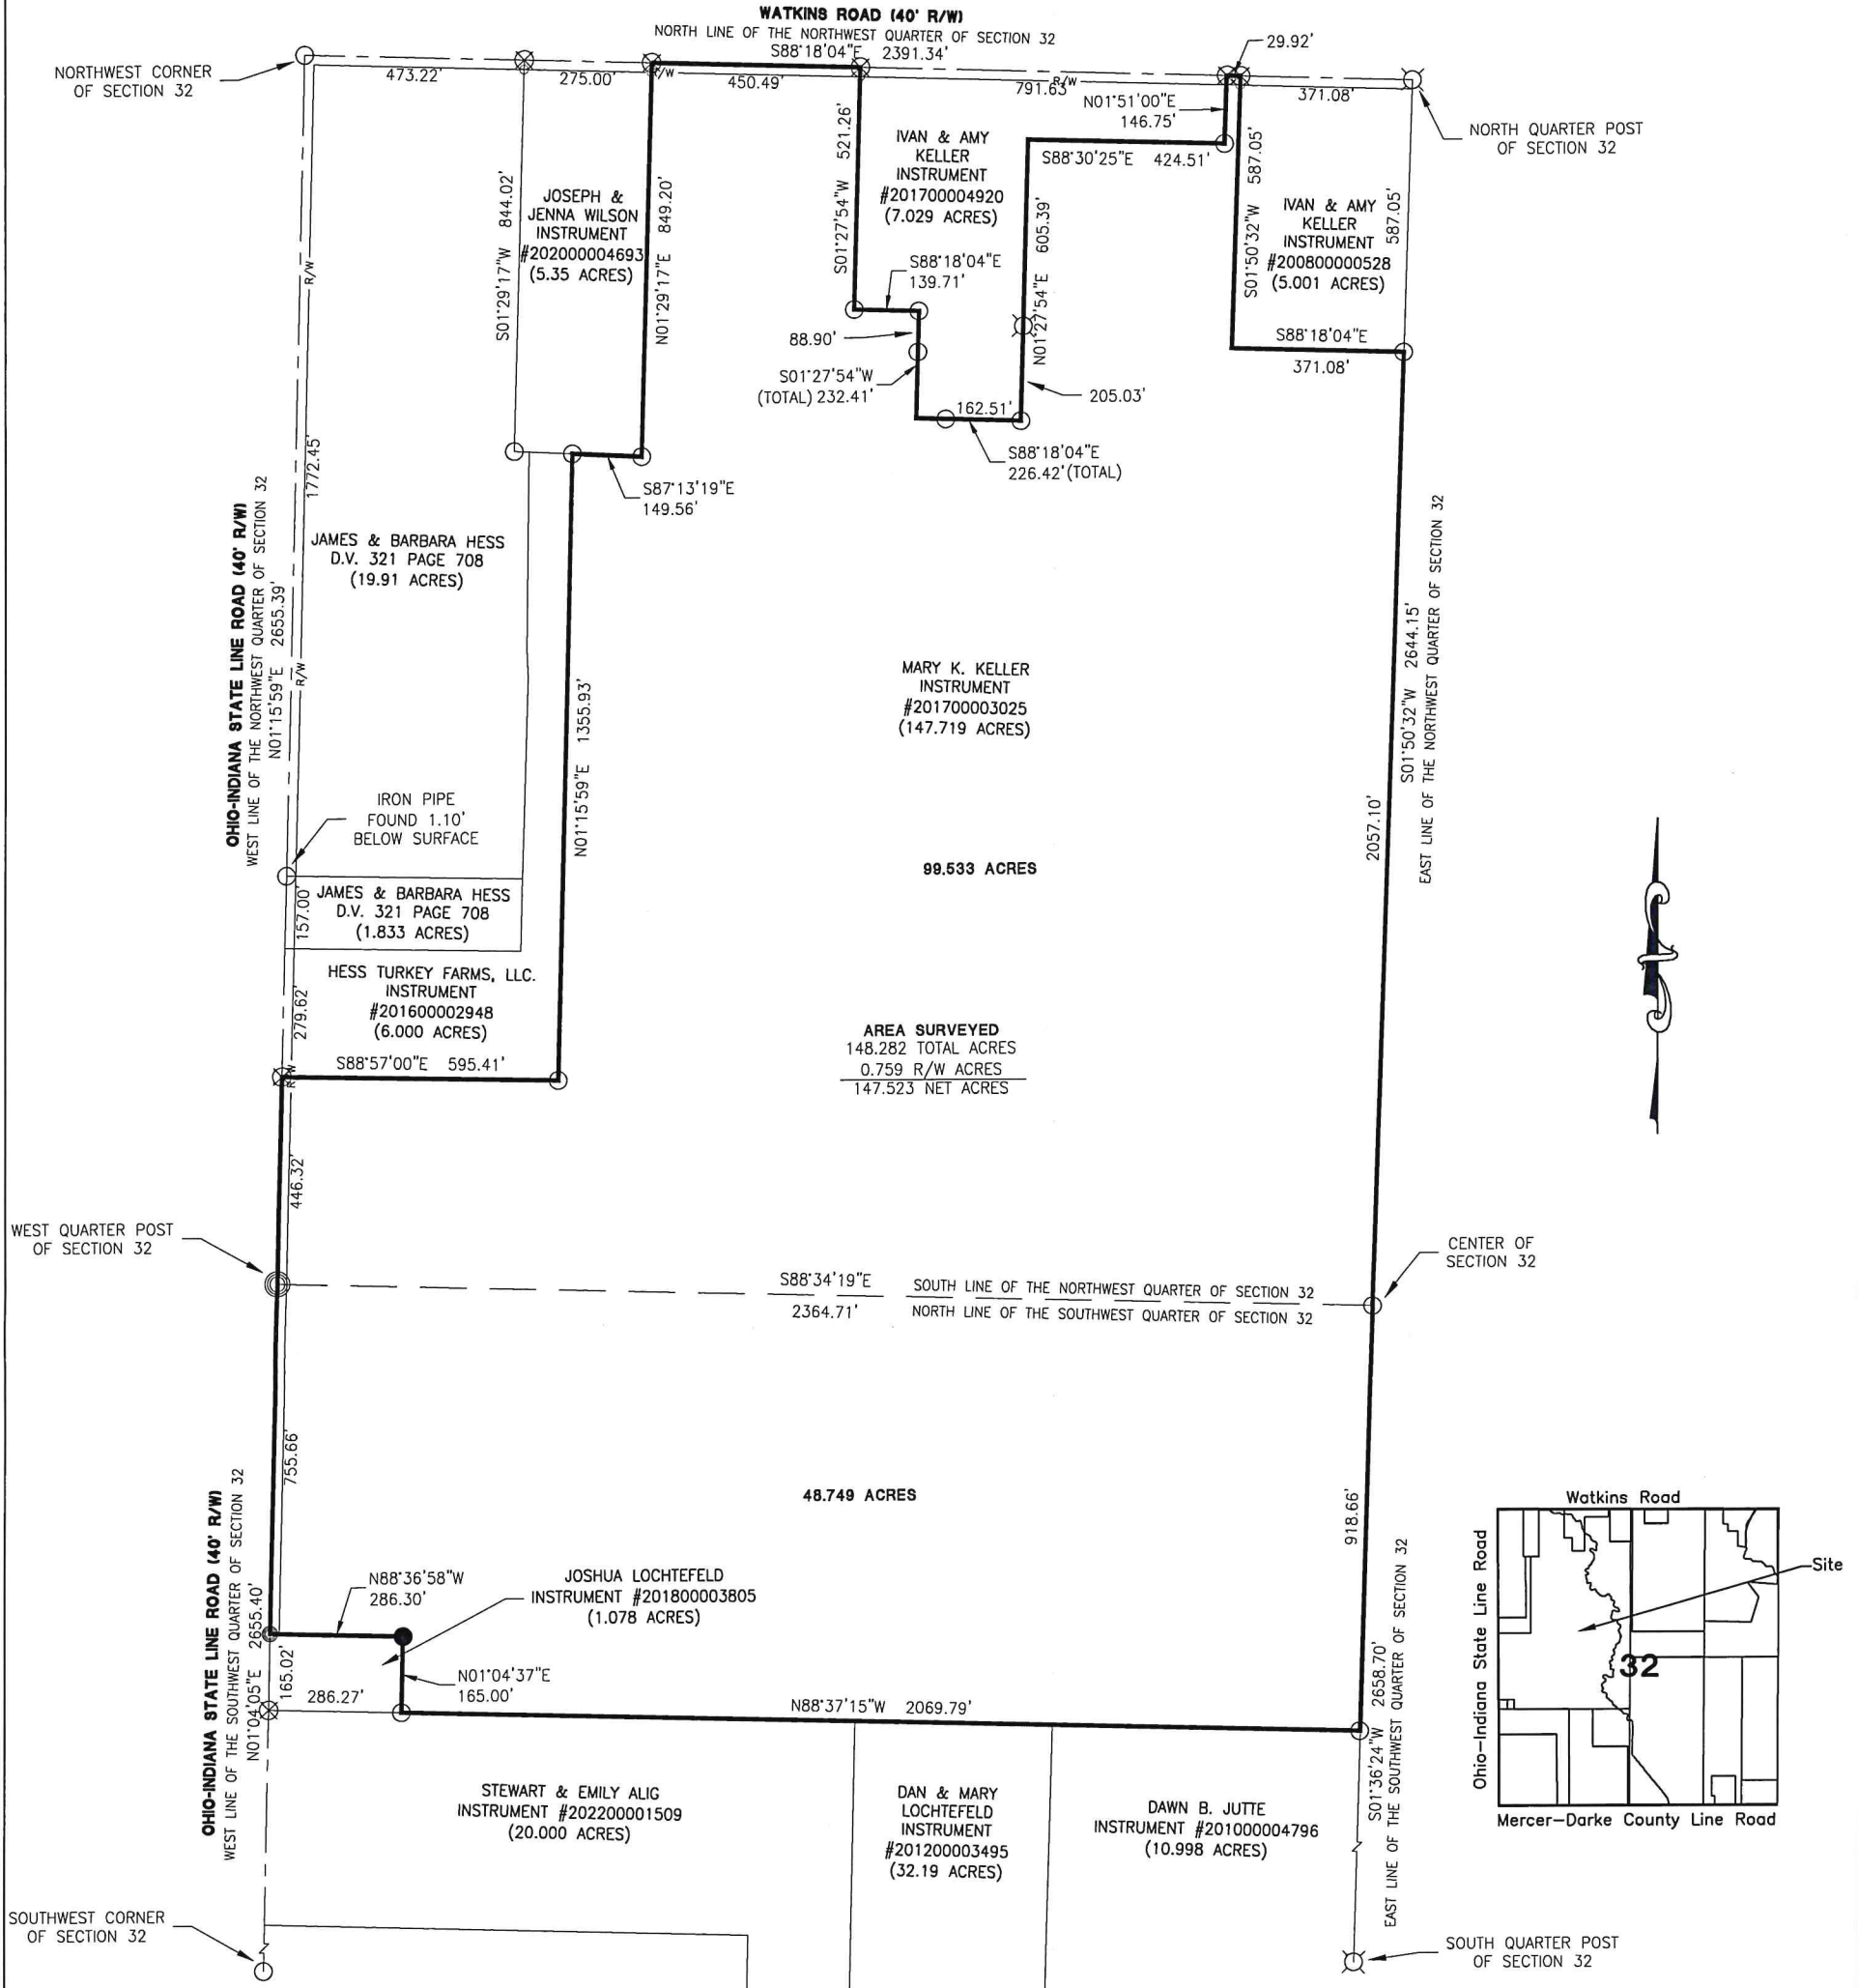 WATKINS ROAD (40' R/W)
NORTH LINE OF THE NORTHWEST QUARTER OF SECTION 32
S88°18'04"E 2391.34'
29.92'
NORTHWEST CORNER
OF SECTION 32
473.22'
275.00'
R/W
450.49'
791.63'
R/W
371.08'
N01°51'00"E
146.75'
NORTH QUARTER POST
OF SECTION 32
S01°29'17"W 844.02'
JOSEPH &
JENNA WILSON
INSTRUMENT
#202000004693
(5.35 ACRES)
N01°29'17"E 849.20'
S01°27'54"W 521.26'
IVAN & AMY
KELLER
INSTRUMENT
#201700004920
(7.029 ACRES)
S88°30'25"E 424.51'
N01°27'54"E 605.39'
S01°50'32"W 587.05'
IVAN & AMY
KELLER
INSTRUMENT
#200800000528
(5.001 ACRES)
587.05'
S88°18'04"E
139.71'
88.90'
S01°27'54"W
(TOTAL) 232.41'
162.51'
205.03'
S88°18'04"E
226.42'(TOTAL)
S88°18'04"E
371.08'
R/W
1772.45'
S87°13'19"E
149.56'
OHIO-INDIANA STATE LINE ROAD (40' R/W)
WEST LINE OF THE NORTHWEST QUARTER OF SECTION 32
N01°15'59"E 2655.39'
R/W
JAMES & BARBARA HESS
D.V. 321 PAGE 708
(19.91 ACRES)
N01°15'59"E 1355.93'
MARY K. KELLER
INSTRUMENT
#201700003025
(147.719 ACRES)
2057.10'
S01°50'32"W 2644.15'
EAST LINE OF THE NORTHWEST QUARTER OF SECTION 32
IRON PIPE
FOUND 1.10'
BELOW SURFACE
99.533 ACRES
157.00'
JAMES & BARBARA HESS
D.V. 321 PAGE 708
(1.833 ACRES)
279.62'
HESS TURKEY FARMS, LLC.
INSTRUMENT
#201600002948
(6.000 ACRES)
R/W
S88°57'00"E 595.41'
AREA SURVEYED
148.282 TOTAL ACRES
0.759 R/W ACRES
147.523 NET ACRES
446.32'
WEST QUARTER POST
OF SECTION 32
CENTER OF
SECTION 32
S88°34'19"E
2364.71'
SOUTH LINE OF THE NORTHWEST QUARTER OF SECTION 32
NORTH LINE OF THE SOUTHWEST QUARTER OF SECTION 32
755.66'
48.749 ACRES
918.66'
OHIO-INDIANA STATE LINE ROAD (40' R/W)
WEST LINE OF THE SOUTHWEST QUARTER OF SECTION 32
N01°04'05"E 2655.40'
N88°36'58"W
286.30'
JOSHUA LOCHTEFELD
INSTRUMENT #201800003805
(1.078 ACRES)
165.02'
286.27'
N01°04'37"E
165.00'
N88°37'15"W 2069.79'
S01°36'24"W 2658.70'
EAST LINE OF THE SOUTHWEST QUARTER OF SECTION 32
Watkins Road
Ohio-Indiana State Line Road
Site
32
Mercer-Darke County Line Road
STEWART & EMILY ALIG
INSTRUMENT #202200001509
(20.000 ACRES)
DAN & MARY
LOCHTEFELD
INSTRUMENT
#201200003495
(32.19 ACRES)
DAWN B. JUTTE
INSTRUMENT #201000004796
(10.998 ACRES)
SOUTHWEST CORNER
OF SECTION 32
SOUTH QUARTER POST
OF SECTION 32